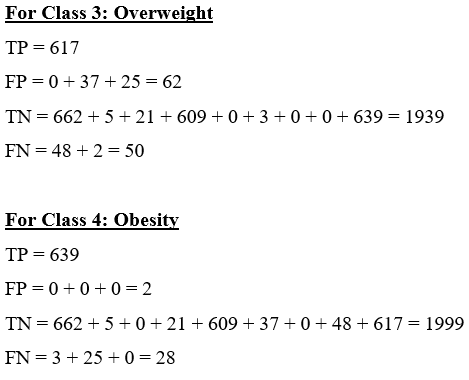 For Class 3: Overweight
TP = 617
FP = 0 + 37 + 25 = 62
TN = 662 + 5 + 21 + 609 + 0 + 3 + 0 + 0 + 639 = 1939
FN = 48 + 2 = 50
For Class 4: Obesity
TP = 639
FP = 0 + 0 + 0 = 2
TN = 662 + 5 + 0 + 21 + 609 + 37 + 0 + 48 + 617 = 1999
FN = 3 + 25 + 0 = 28